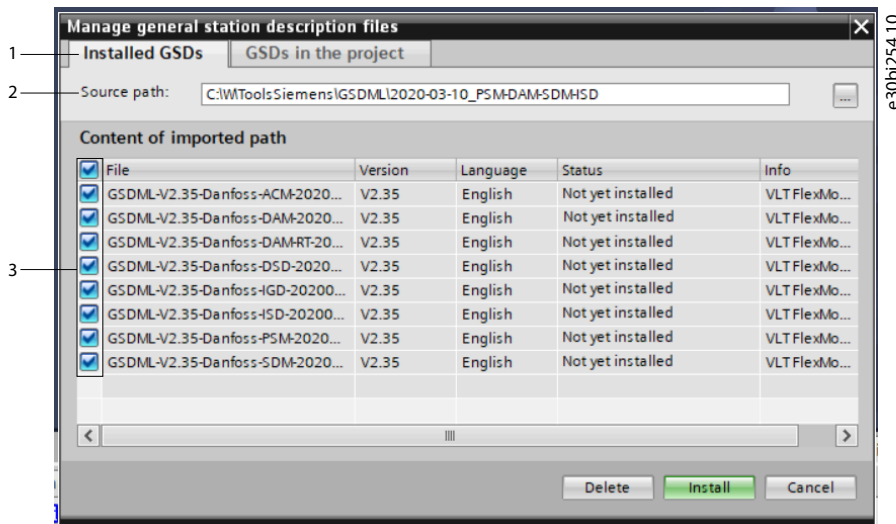 Manage general station description files
1 Installed GSDs GSDs in the project
2 Source path: C:\W\ToolsSiemens\GSDML\2020-03-10_PSM-DAM-SDM-ISD ...
Content of imported path
File Version Language Status Info
GSDML-V2.35-Danfoss-ACM-2020... V2.35 English Not yet installed VLT FlexMo...
GSDML-V2.35-Danfoss-DAM-2020... V2.35 English Not yet installed VLT FlexMo...
GSDML-V2.35-Danfoss-DAM-RT-20... V2.35 English Not yet installed VLT FlexMo...
3 GSDML-V2.35-Danfoss-DSD-2020... V2.35 English Not yet installed VLT FlexMo...
GSDML-V2.35-Danfoss-IGD-20200... V2.35 English Not yet installed VLT FlexMo...
GSDML-V2.35-Danfoss-ISD-20200... V2.35 English Not yet installed VLT FlexMo...
GSDML-V2.35-Danfoss-PSM-2020... V2.35 English Not yet installed VLT FlexMo...
GSDML-V2.35-Danfoss-SDM-2020... V2.35 English Not yet installed VLT FlexMo...
Delete Install Cancel
e30bj254.10